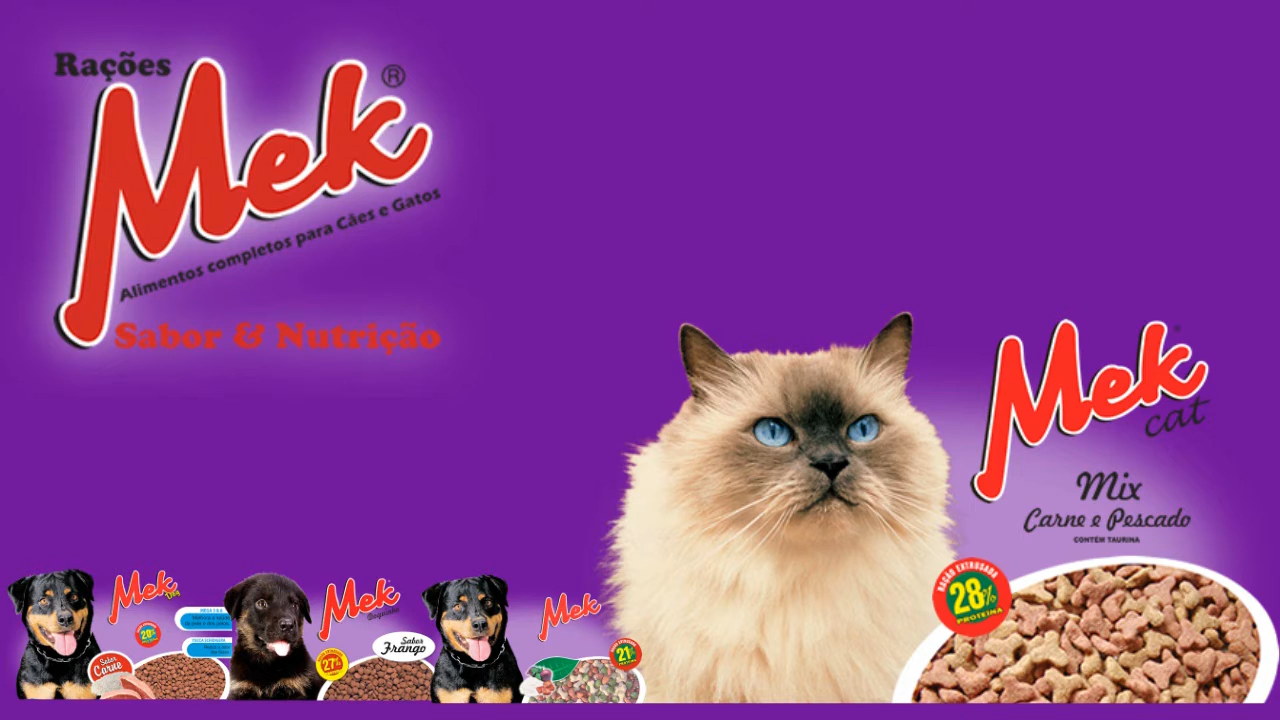 Rações
Mek®
Alimentos completos para Cães e Gatos
Sabor & Nutrição
Mek
cat
Mix
Carne e Pescado
CONTÉM TAURINA
RAÇÃO EXTRUSADA
28%
PROTEÍNA
Mek
Dog
Sabor
Carne
Mek
27%
Sabor
Frango
Mek
21%